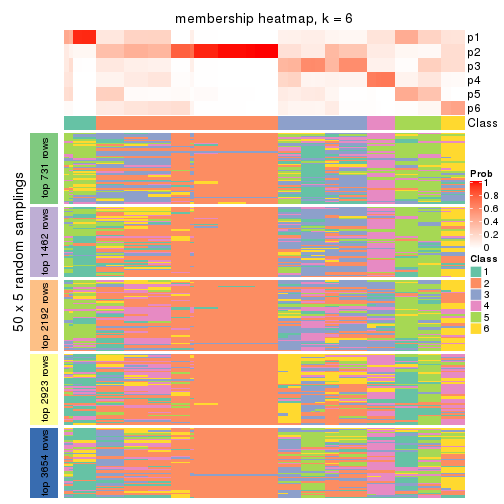 membership heatmap, k = 6
p1
p2
p3
p4
p5
p6
Class
50 x 5 random samplings
top 731 rows
top 1462 rows
top 2192 rows
top 2923 rows
top 3654 rows
Prob
1
0.8
0.6
0.4
0.2
0
Class
1
2
3
4
5
6